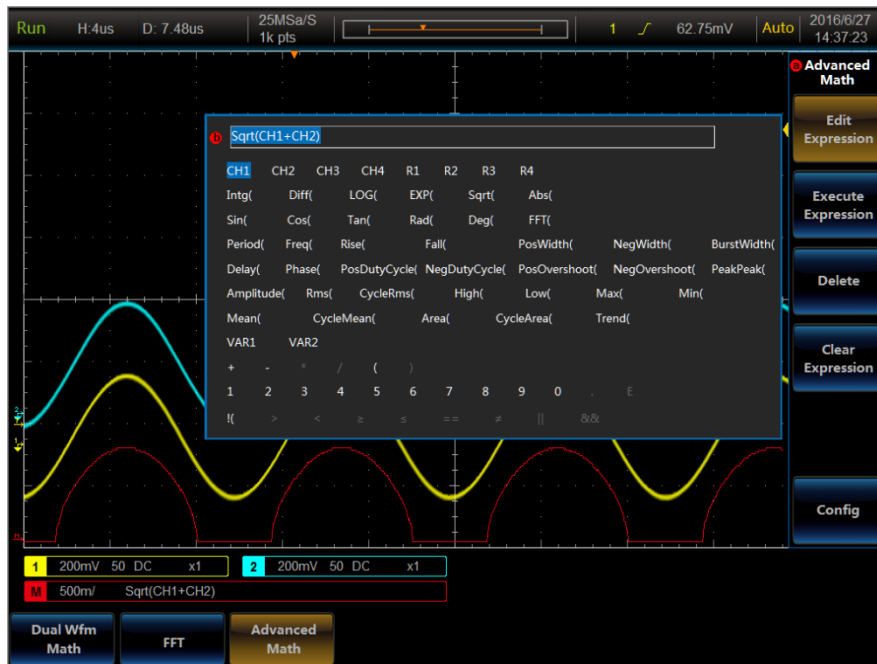 Run H:4us D: 7.48us 25MSa/S 1k pts 1 62.75mV Auto 2016/6/27 14:37:23
a Advanced Math
Edit Expression
Execute Expression
Delete
Clear Expression
Config
b Sqrt(CH1+CH2)
CH1 CH2 CH3 CH4 R1 R2 R3 R4
Intg( Diff( LOG( EXP( Sqrt( Abs(
Sin( Cos( Tan( Rad( Deg( FFT(
Period( Freq( Rise( Fall( PosWidth( NegWidth( BurstWidth(
Delay( Phase( PosDutyCycle( NegDutyCycle( PosOvershoot( NegOvershoot( PeakPeak(
Amplitude( Rms( CycleRms( High( Low( Max( Min(
Mean( CycleMean( Area( CycleArea( Trend(
VAR1 VAR2
+ - * / ( )
1 2 3 4 5 6 7 8 9 0 . E
!( > < ≥ ≤ == ≠ || &&
2
1
M
1 200mV 50 DC x1 2 200mV 50 DC x1
M 500m/ Sqrt(CH1+CH2)
Dual Wfm Math
FFT
Advanced Math